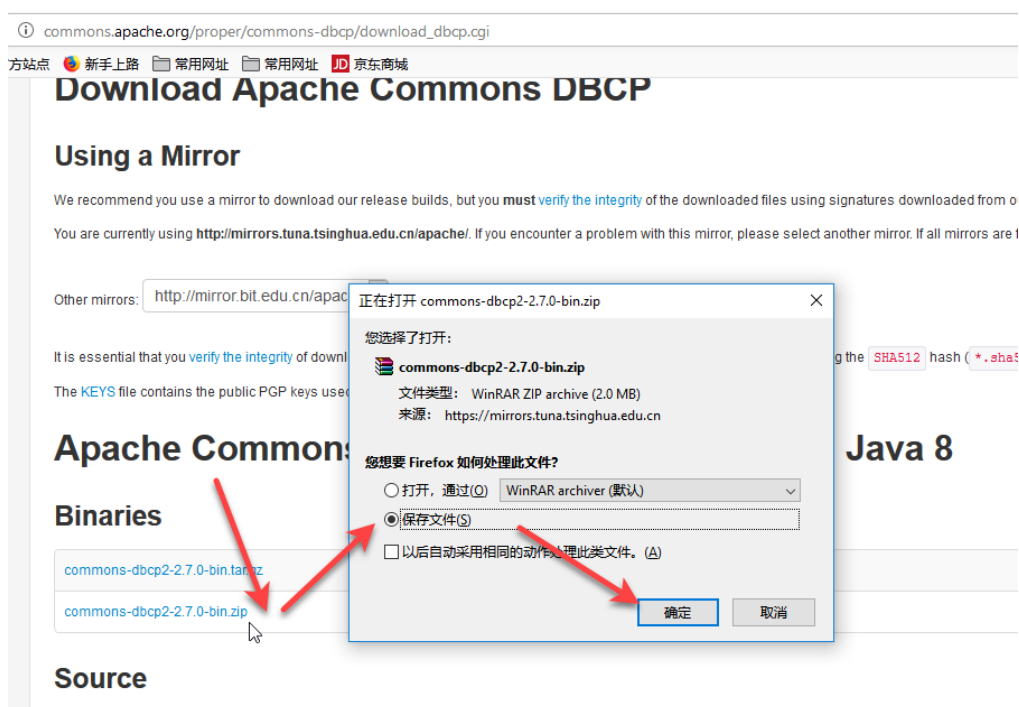 commons.apache.org/proper/commons-dbcp/download_dbcp.cgi
方站点 新手上路 常用网址 常用网址 JD 京东商城
Download Apache Commons DBCP
Using a Mirror
We recommend you use a mirror to download our release builds, but you must verify the integrity of the downloaded files using signatures downloaded from
You are currently using http://mirrors.tuna.tsinghua.edu.cn/apache/. If you encounter a problem with this mirror, please select another mirror. If all mirrors are
Other mirrors: http://mirror.bit.edu.cn/apac
It is essential that you verify the integrity of downl
g the SHA512 hash ( *.sha5
The KEYS file contains the public PGP keys used
Apache Commons
Java 8
Binaries
commons-dbcp2-2.7.0-bin.tar.gz
commons-dbcp2-2.7.0-bin.zip
Source
正在打开 commons-dbcp2-2.7.0-bin.zip
您选择了打开:
commons-dbcp2-2.7.0-bin.zip
文件类型: WinRAR ZIP archive (2.0 MB)
来源: https://mirrors.tuna.tsinghua.edu.cn
您想要 Firefox 如何处理此文件?
打开，通过(O) WinRAR archiver (默认)
保存文件(S)
以后自动采用相同的动作处理此类文件。(A)
确定 取消